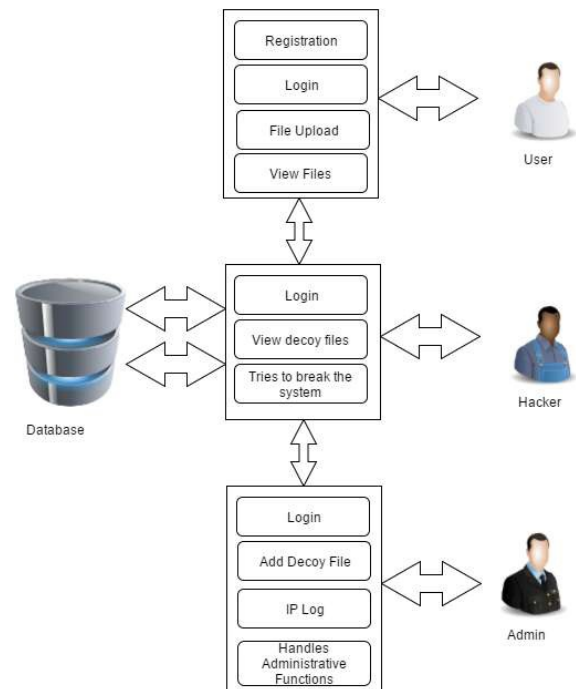 Registration
Login
File Upload
View Files
User
Login
View decoy files
Tries to break the
system
Database
Hacker
Login
Add Decoy File
IP Log
Handles
Administrative
Functions
Admin